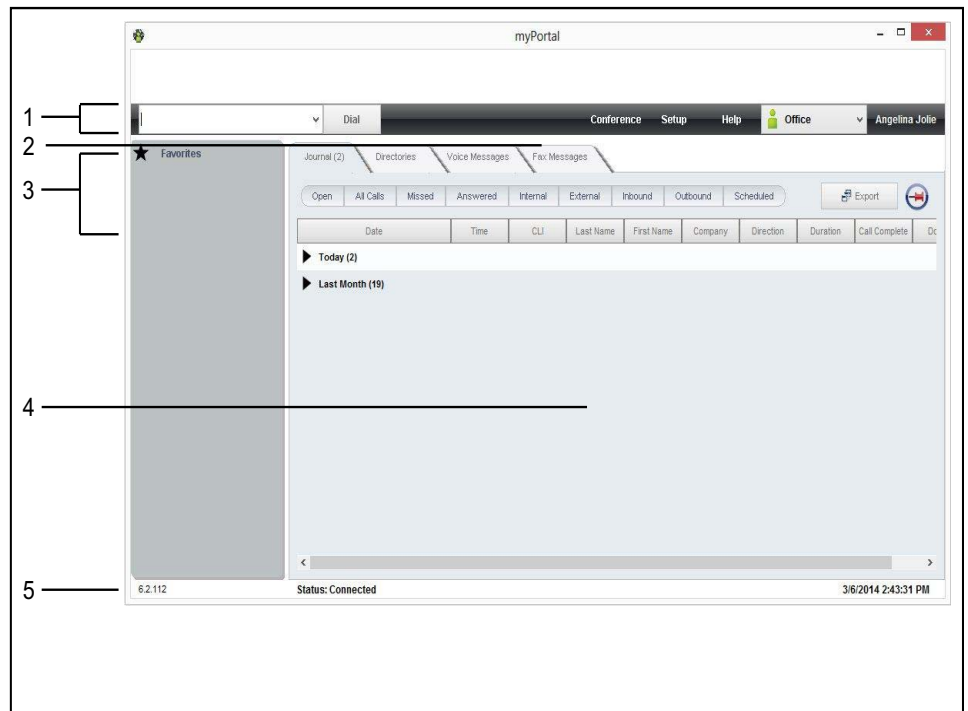 myPortal
1
Dial
Conference Setup Help Office Angelina Jolie
2
3
Favorites
Journal (2) Directories Voice Messages Fax Messages
Open All Calls Missed Answered Internal External Inbound Outbound Scheduled Export
Date Time CLI Last Name First Name Company Direction Duration Call Complete Do
Today (2)
Last Month (19)
4
5
6.2.112 Status: Connected 3/6/2014 2:43:31 PM